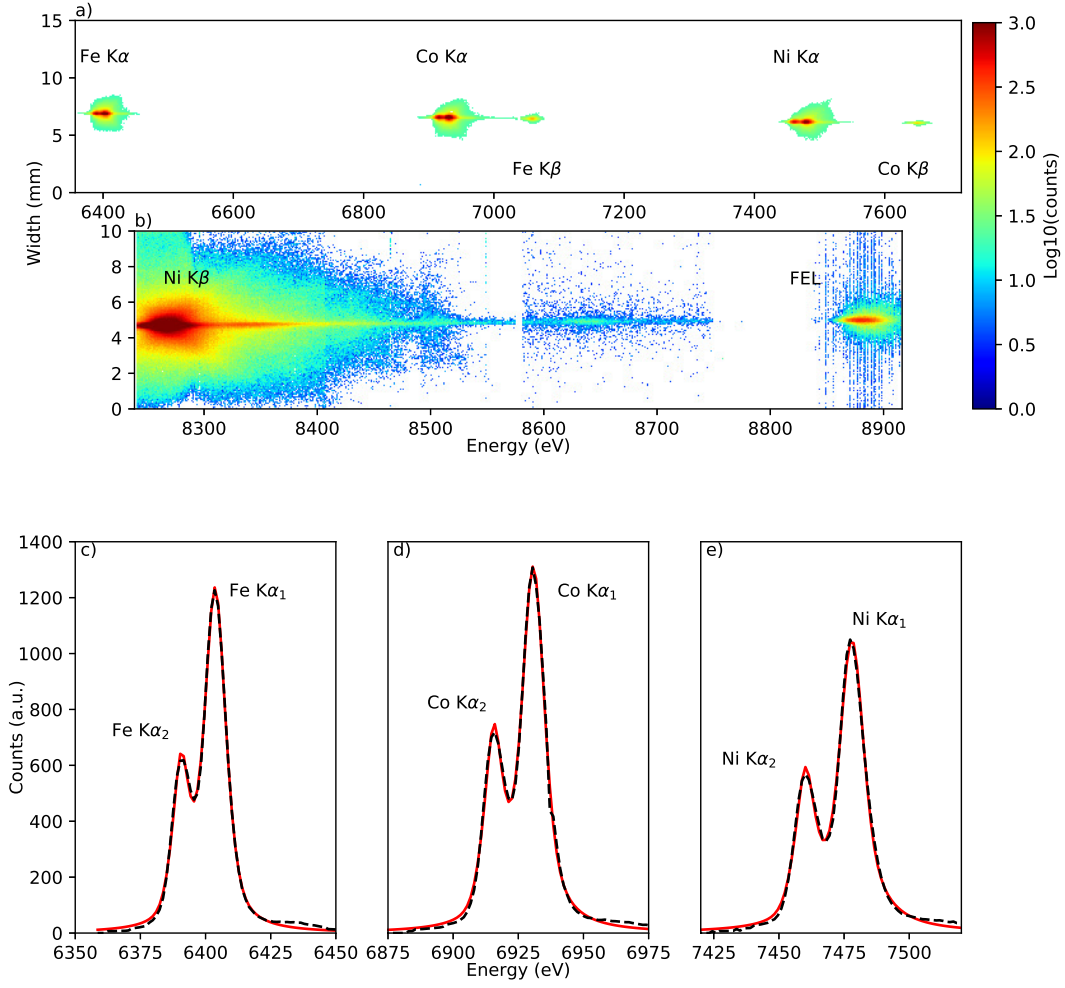 a)
15
10
5
0
Fe Kα
Co Kα
Ni Kα
Fe Kβ
Co Kβ
6400 6600 6800 7000 7200 7400 7600
Width (mm)
b)
10
8
6
4
2
0
Ni Kβ
FEL
8300 8400 8500 8600 8700 8800 8900
Energy (eV)
3.0
2.5
2.0
1.5
1.0
0.5
0.0
Log10(counts)
Counts (a.u.)
1400
1200
1000
800
600
400
200
0
c)
Fe Kα₁
Fe Kα₂
6350 6375 6400 6425 6450
d)
Co Kα₁
Co Kα₂
6875 6900 6925 6950 6975
Energy (eV)
e)
Ni Kα₁
Ni Kα₂
7425 7450 7475 7500